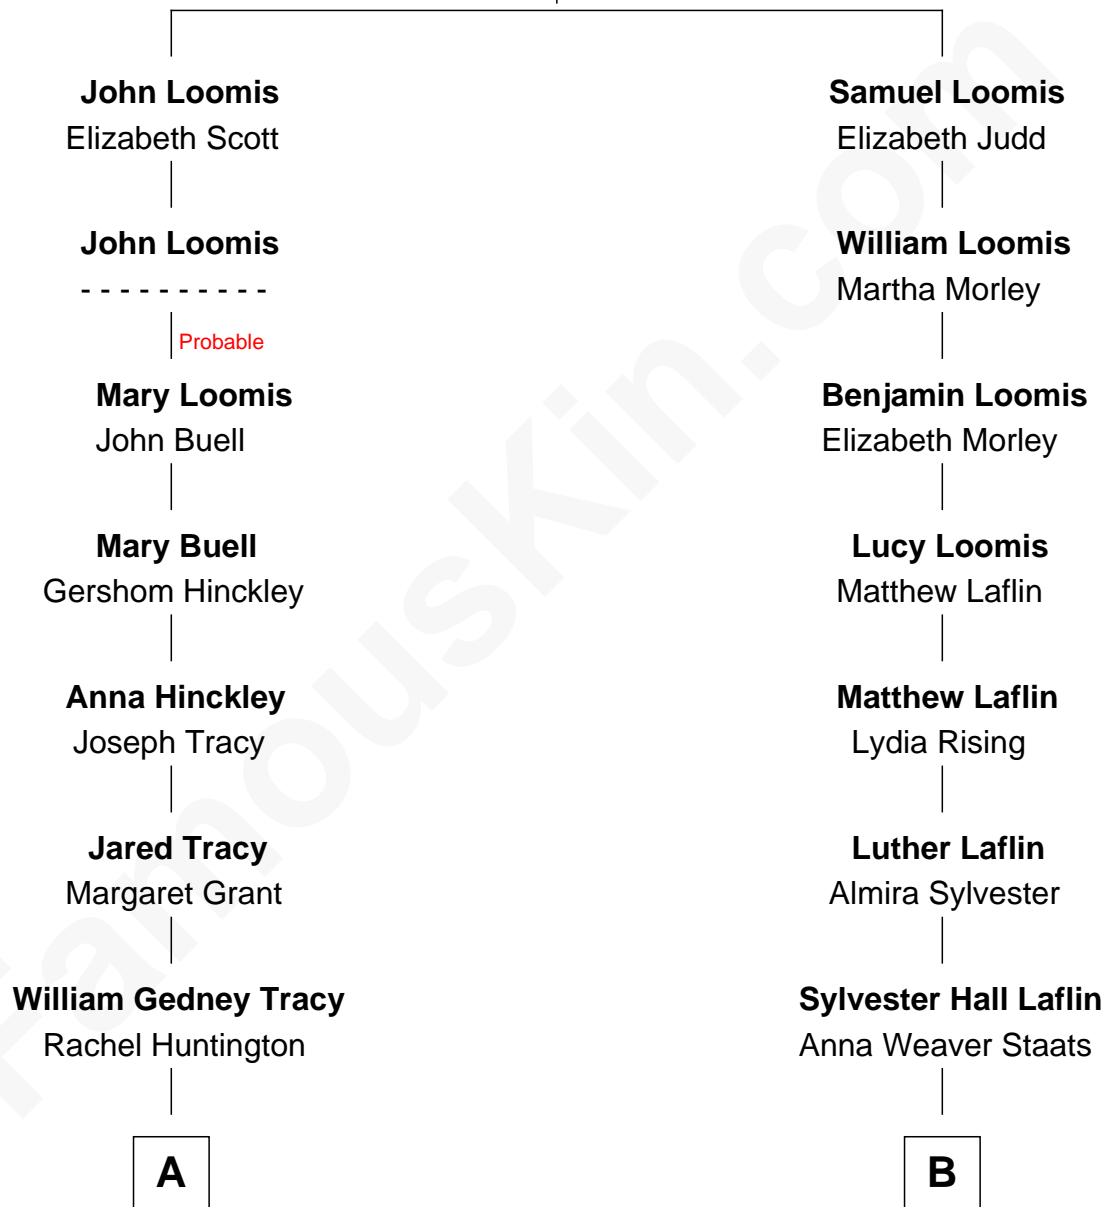 John Loomis
Elizabeth Scott
John Loomis
- - - - - - - - - -
Probable
Mary Loomis
John Buell
Mary Buell
Gershom Hinckley
Anna Hinckley
Joseph Tracy
Jared Tracy
Margaret Grant
William Gedney Tracy
Rachel Huntington
A
Samuel Loomis
Elizabeth Judd
William Loomis
Martha Morley
Benjamin Loomis
Elizabeth Morley
Lucy Loomis
Matthew Laflin
Matthew Laflin
Lydia Rising
Luther Laflin
Almira Sylvester
Sylvester Hall Laflin
Anna Weaver Staats
B
FamousKin.com